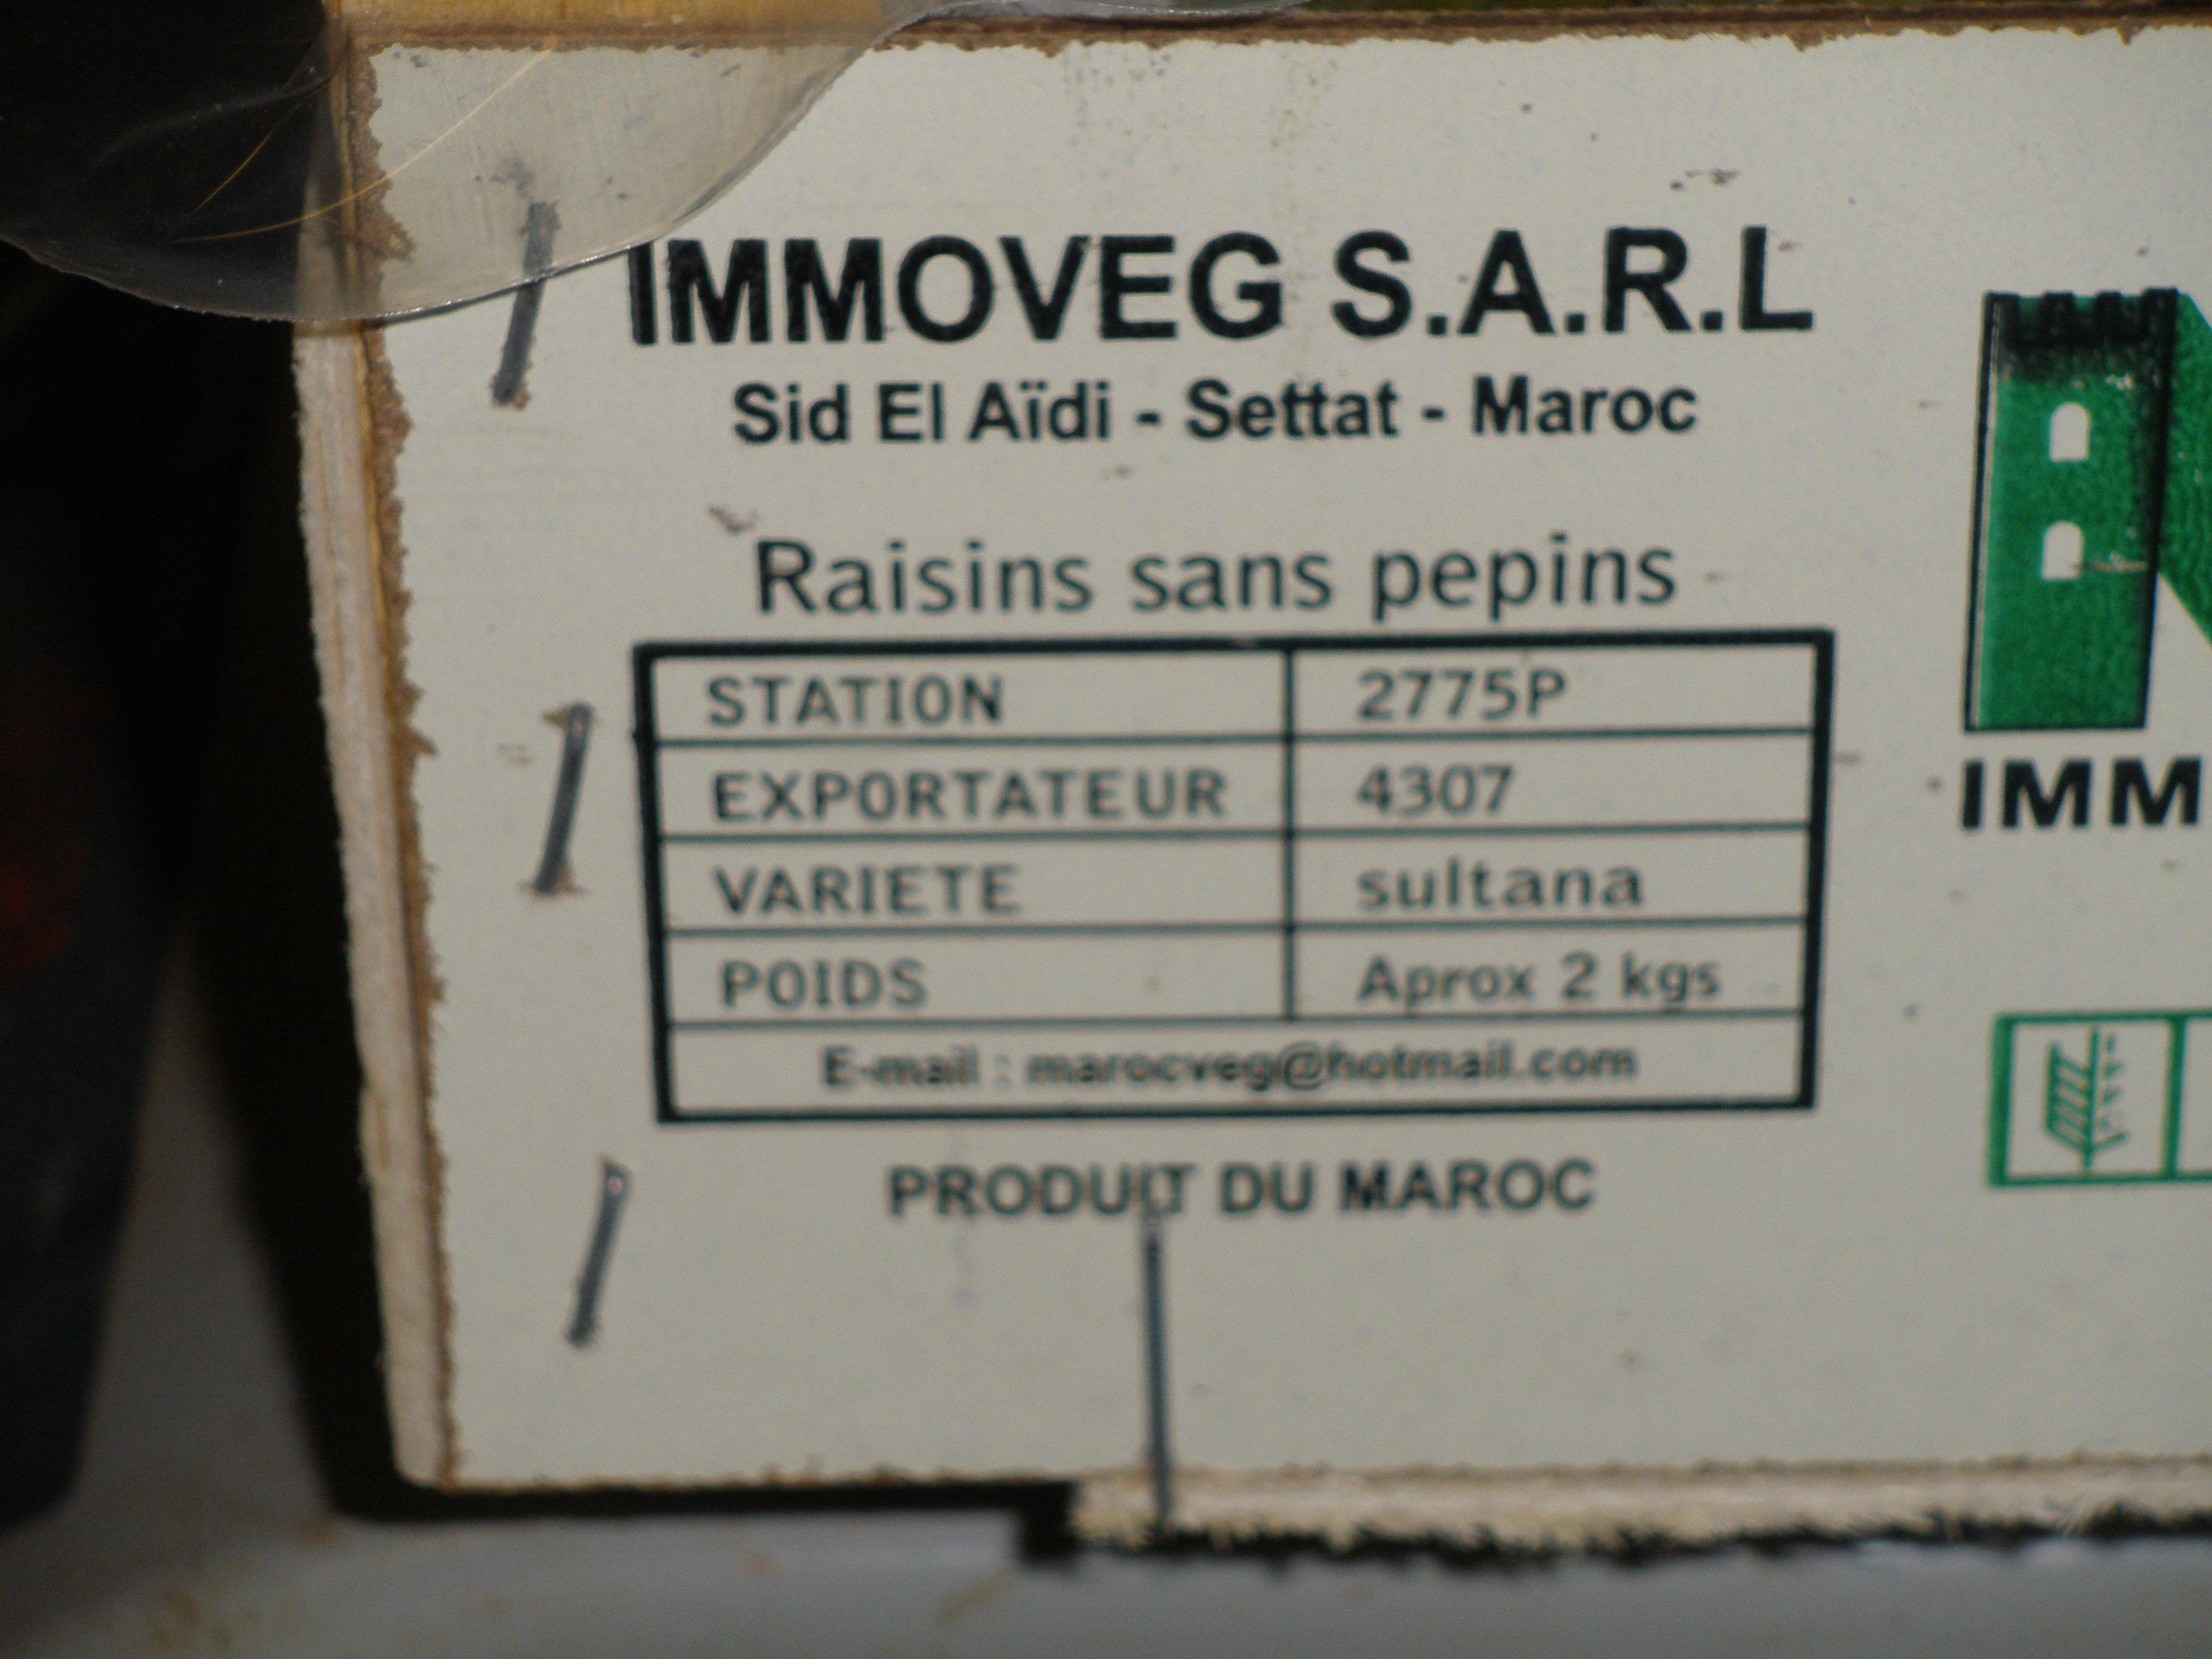 IMMOVEG S.A.R.L
Sid El Aïdi - Settat - Maroc
Raisins sans pepins
STATION 2775P
EXPORTATEUR 4307
VARIETE sultana
POIDS Aprox 2 kgs
E-mail : marocveg@hotmail.com
PRODUIT DU MAROC
IMM